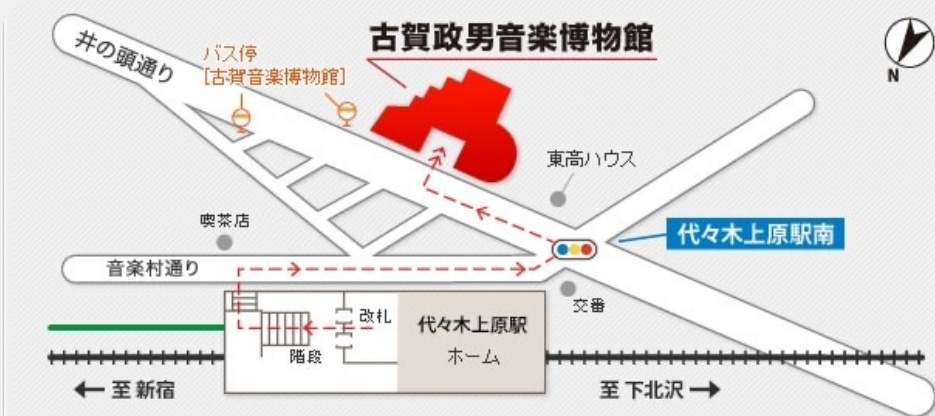 古賀政男音楽博物館
井の頭通り
バス停
[古賀音楽博物館]
N
東高ハウス
喫茶店
代々木上原駅南
音楽村通り
交番
改札
代々木上原駅
ホーム
階段
← 至 新宿
至 下北沢 →